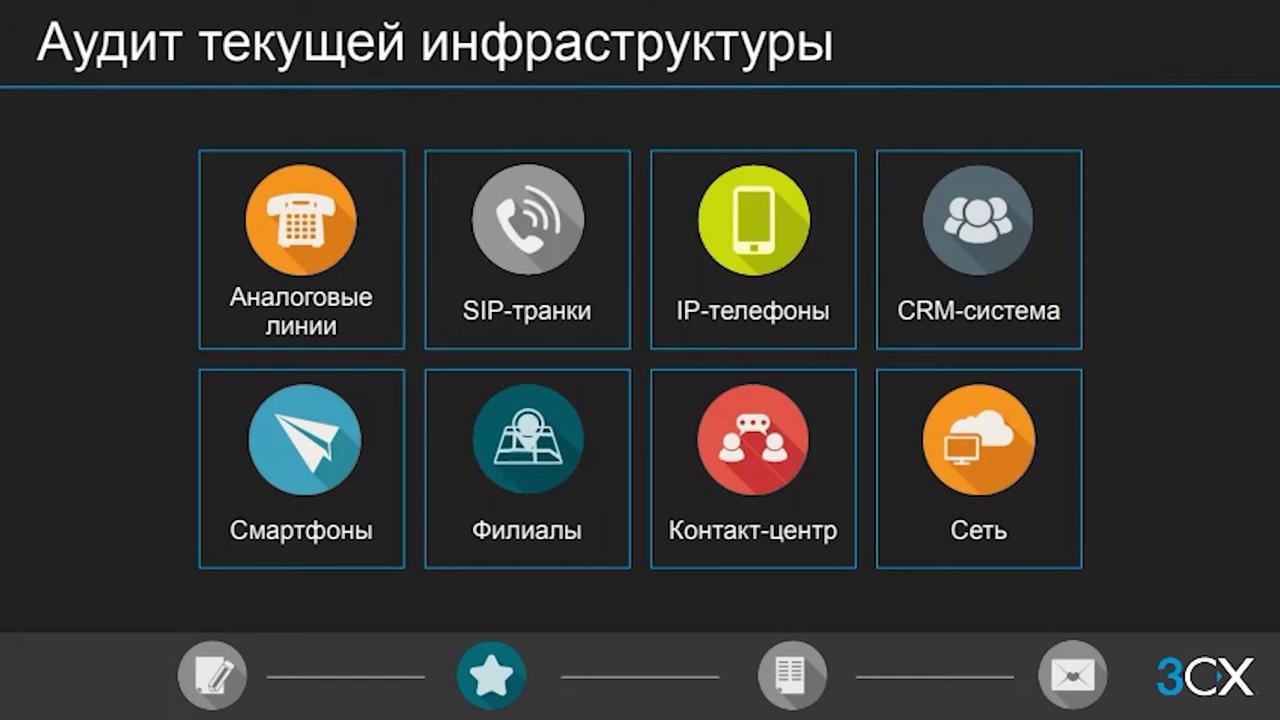 Аудит текущей инфраструктуры
Аналоговые
линии
SIP-транки
IP-телефоны
CRM-система
Смартфоны
Филиалы
Контакт-центр
Сеть
3CX